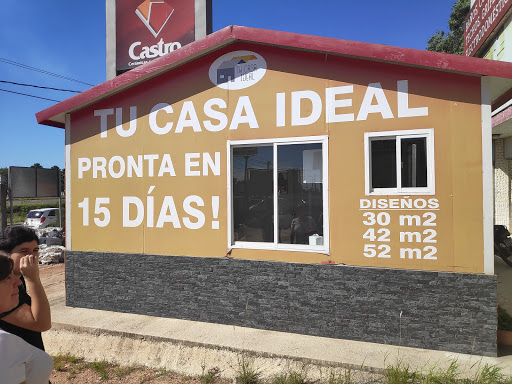 Castro
TU CASA IDEAL
PRONTA EN
15 DÍAS!
DISEÑOS
30 m2
42 m2
52 m2